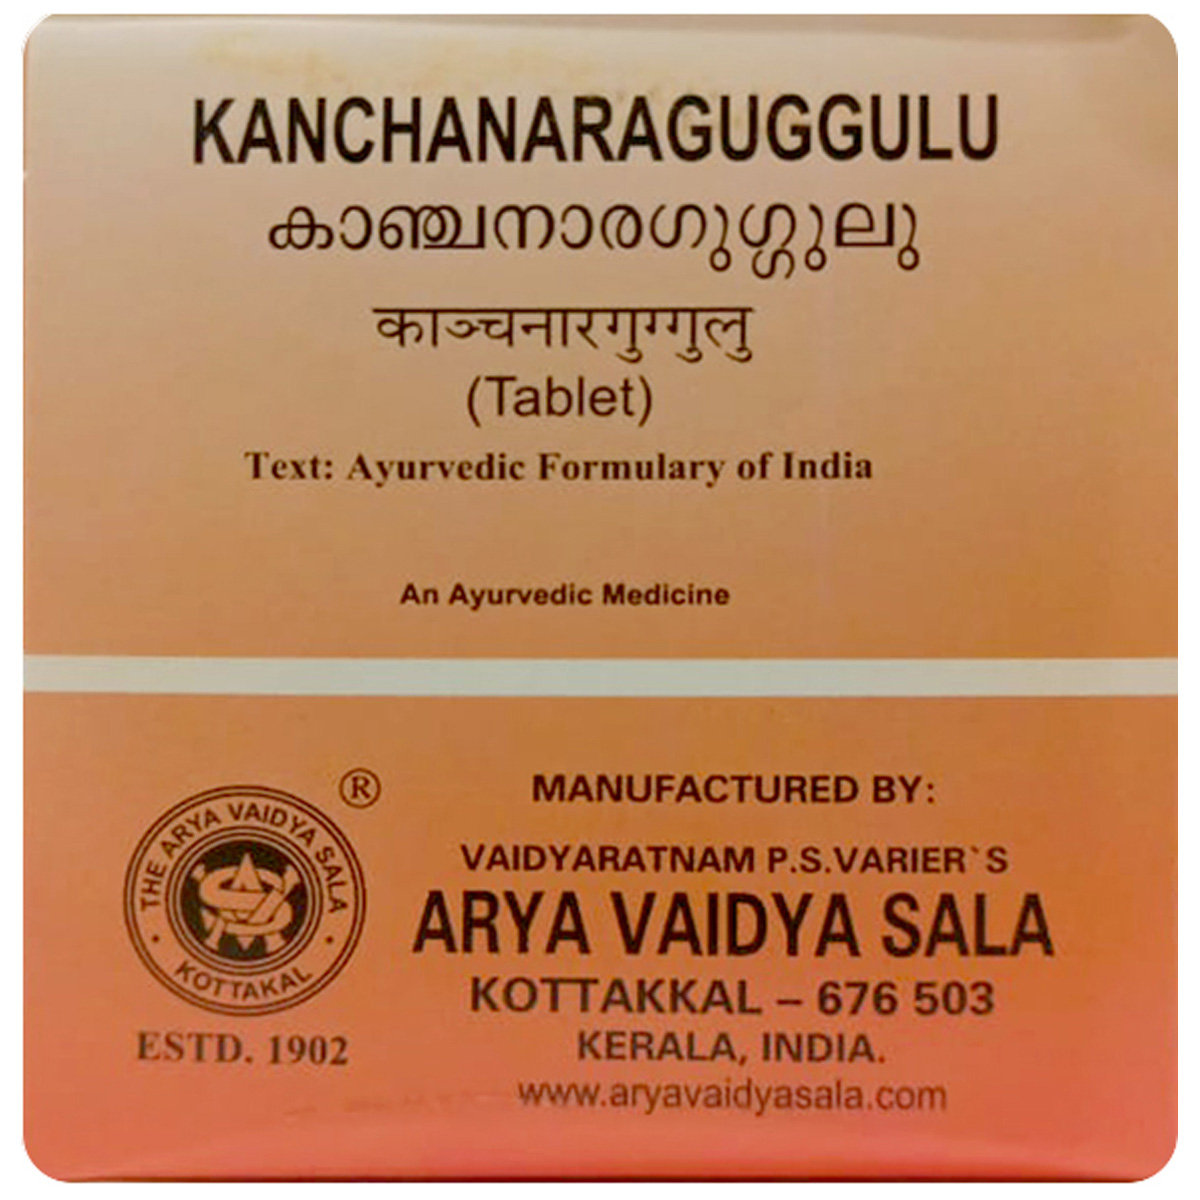 KANCHANARAGUGGULU
കാഞ്ചനാരഗുഗ്ഗുലു
काञ्चनारगुग्गुलु
(Tablet)
Text: Ayurvedic Formulary of India
An Ayurvedic Medicine
®
THE ARYA VAIDYA SALA
• KOTTAKAL •
ESTD. 1902
MANUFACTURED BY:
VAIDYARATNAM P.S.VARIER`S
ARYA VAIDYA SALA
KOTTAKKAL – 676 503
KERALA, INDIA.
www.aryavaidyasala.com